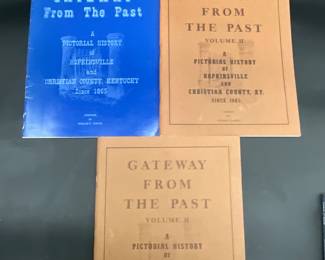 From The Past
A
PICTORIAL HISTORY
of
HOPKINSVILLE
and
CHRISTIAN COUNTY, KENTUCKY
Since 1865
FROM
THE PAST
VOLUME II
A
PICTORIAL HISTORY
OF
HOPKINSVILLE
AND
CHRISTIAN COUNTY, KY.
SINCE 1865
GATEWAY
FROM
THE PAST
VOLUME II
A
PICTORIAL HISTORY
OF